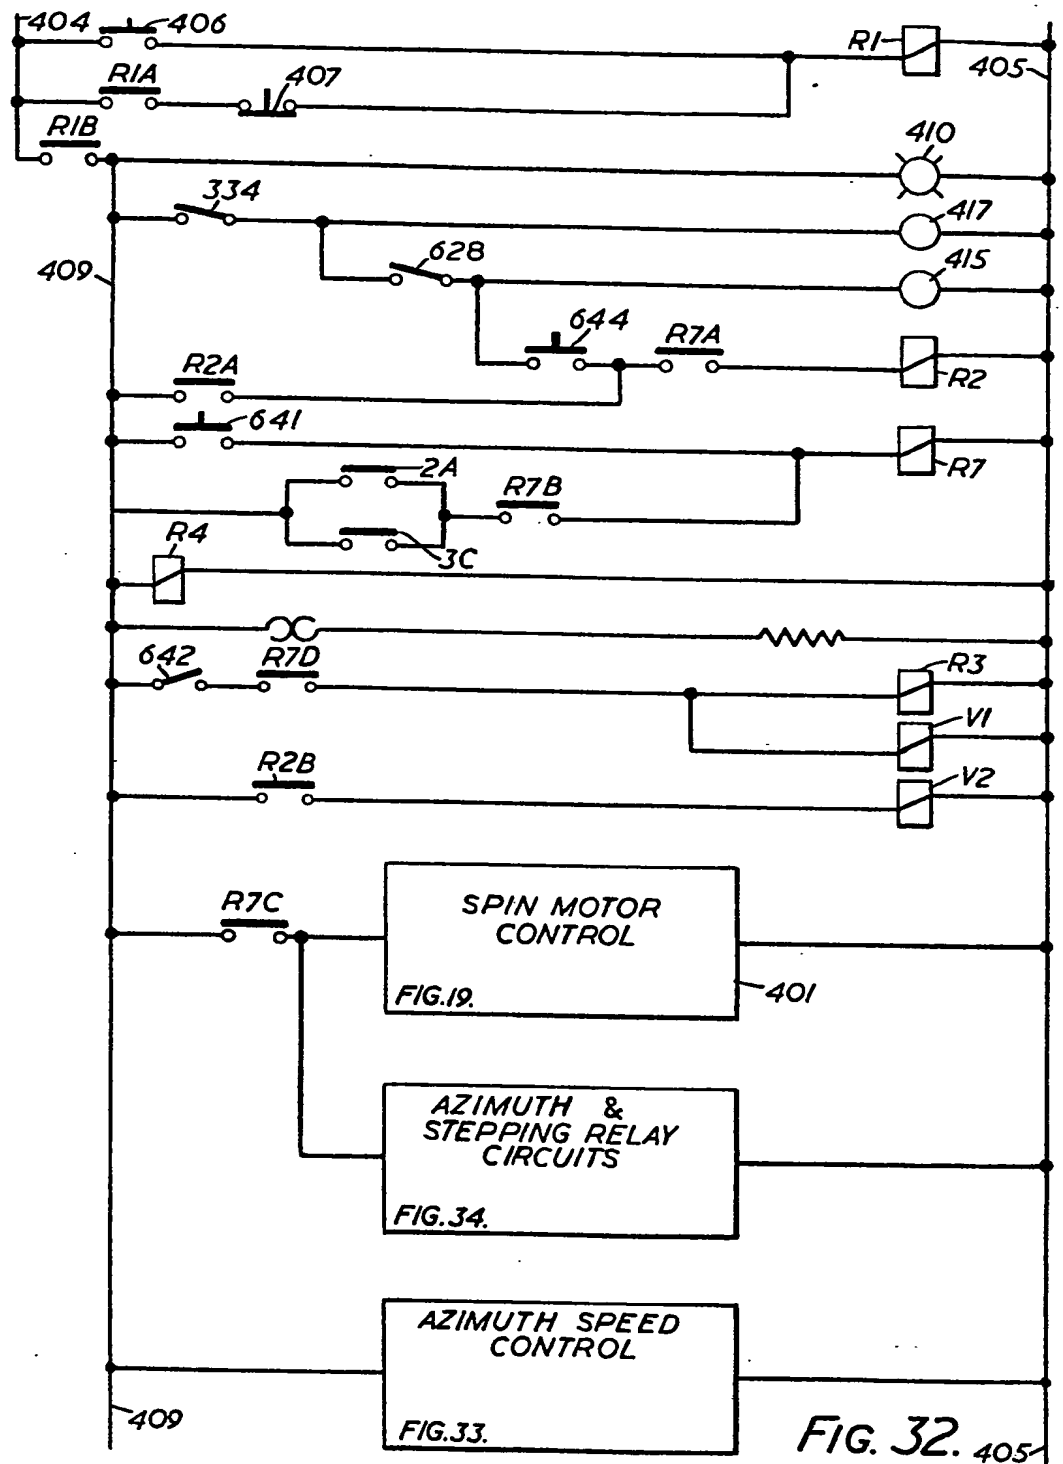 404
406
R1
405
R1A
407
R1B
410
334
417
409
628
415
644
R7A
R2A
R2
641
R7
2A
R7B
3C
R4
642
R7D
R3
V1
R2B
V2
R7C
SPIN MOTOR
CONTROL
FIG.19.
401
AZIMUTH &
STEPPING RELAY
CIRCUITS
FIG.34.
AZIMUTH SPEED
CONTROL
FIG.33.
409
FIG. 32.
405